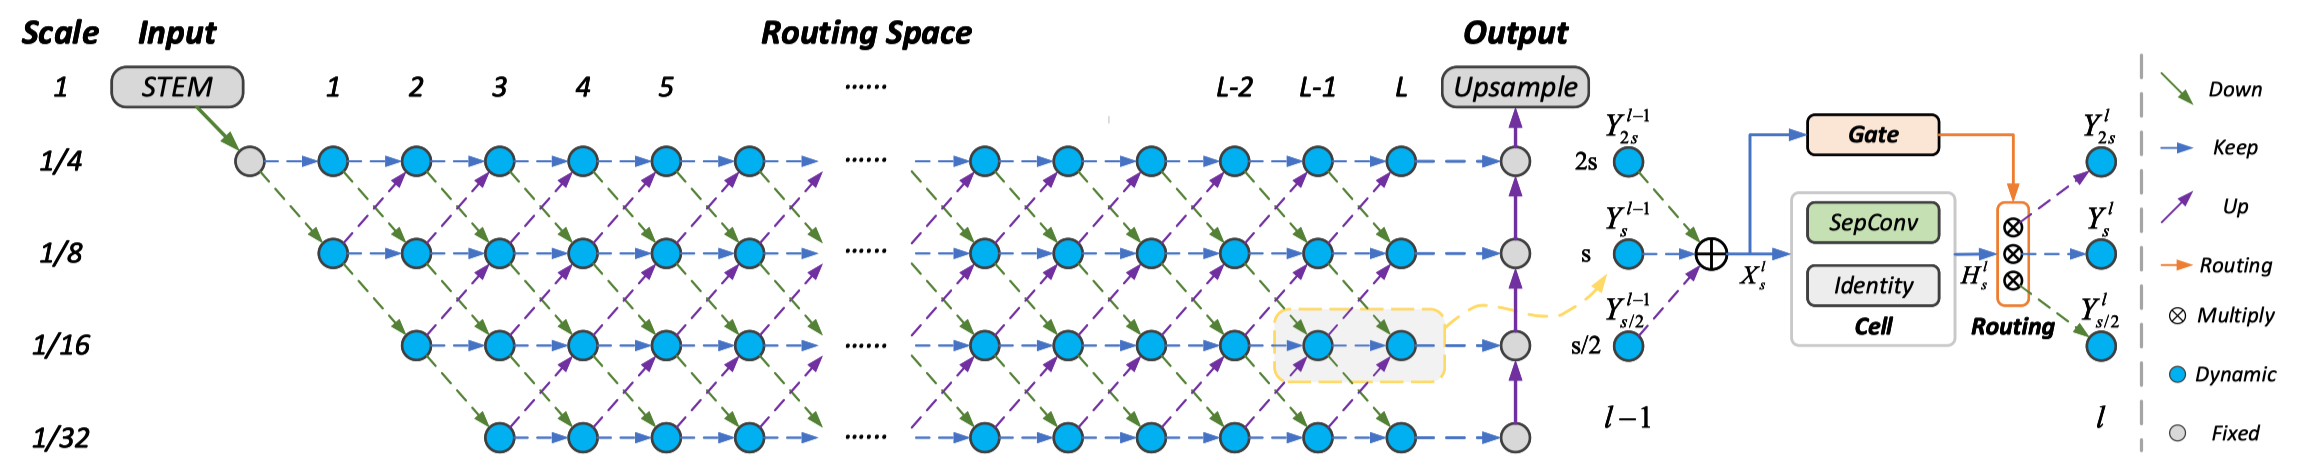 Scale Input Routing Space Output
1 STEM 1 2 3 4 5 ...... L-2 L-1 L Upsample
1/4 ......
1/8 ......
1/16 ......
1/32 ......
2s Y_{2s}^{l-1}
s Y_s^{l-1}
s/2 Y_{s/2}^{l-1}
l-1
X_s^l
Gate
SepConv
Identity
Cell
H_s^l
Routing
Y_{2s}^l
Y_s^l
Y_{s/2}^l
l
Down
Keep
Up
Routing
Multiply
Dynamic
Fixed